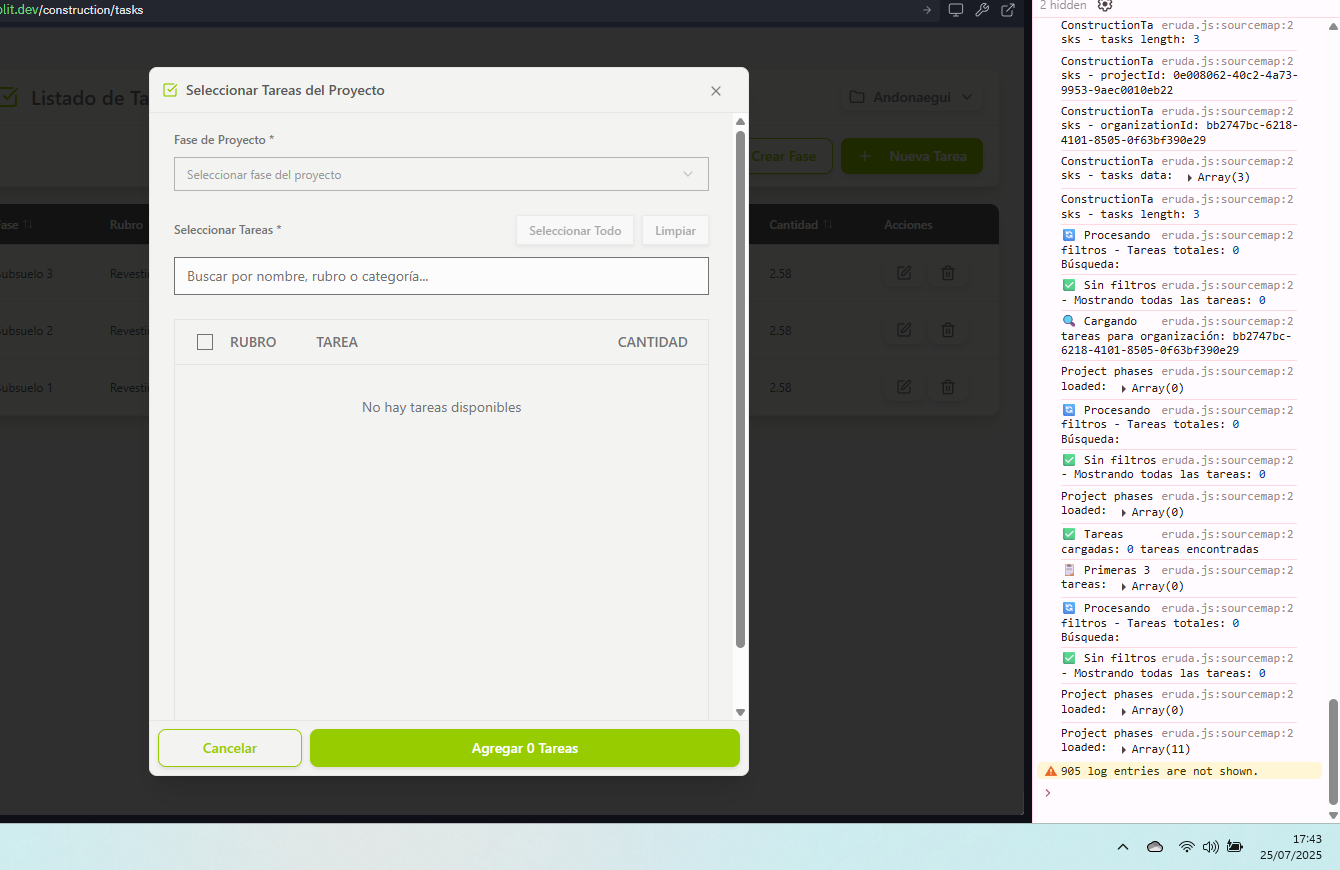 olit.dev/construction/tasks
Listado de Ta
Andonaegui
Crear Fase
Nueva Tarea
Fase
Rubro
Cantidad
Acciones
Subsuelo 3
Revesti
2.58
Subsuelo 2
Revesti
2.58
Subsuelo 1
Revesti
2.58
Seleccionar Tareas del Proyecto
Fase de Proyecto *
Seleccionar fase del proyecto
Seleccionar Tareas *
Seleccionar Todo
Limpiar
Buscar por nombre, rubro o categoría...
RUBRO
TAREA
CANTIDAD
No hay tareas disponibles
Cancelar
Agregar 0 Tareas
2 hidden
ConstructionTa eruda.js:sourcemap:2
sks - tasks length: 3
ConstructionTa eruda.js:sourcemap:2
sks - projectId: 0e008062-40c2-4a73-
9953-9aec0010eb22
ConstructionTa eruda.js:sourcemap:2
sks - organizationId: bb2747bc-6218-
4101-8505-0f63bf390e29
ConstructionTa eruda.js:sourcemap:2
sks - tasks data: Array(3)
ConstructionTa eruda.js:sourcemap:2
sks - tasks length: 3
Procesando eruda.js:sourcemap:2
filtros - Tareas totales: 0
Búsqueda:
Sin filtros eruda.js:sourcemap:2
- Mostrando todas las tareas: 0
Cargando eruda.js:sourcemap:2
tareas para organización: bb2747bc-
6218-4101-8505-0f63bf390e29
Project phases eruda.js:sourcemap:2
loaded: Array(0)
Procesando eruda.js:sourcemap:2
filtros - Tareas totales: 0
Búsqueda:
Sin filtros eruda.js:sourcemap:2
- Mostrando todas las tareas: 0
Project phases eruda.js:sourcemap:2
loaded: Array(0)
Tareas eruda.js:sourcemap:2
cargadas: 0 tareas encontradas
Primeras 3 eruda.js:sourcemap:2
tareas: Array(0)
Procesando eruda.js:sourcemap:2
filtros - Tareas totales: 0
Búsqueda:
Sin filtros eruda.js:sourcemap:2
- Mostrando todas las tareas: 0
Project phases eruda.js:sourcemap:2
loaded: Array(0)
Project phases eruda.js:sourcemap:2
loaded: Array(11)
905 log entries are not shown.
17:43
25/07/2025